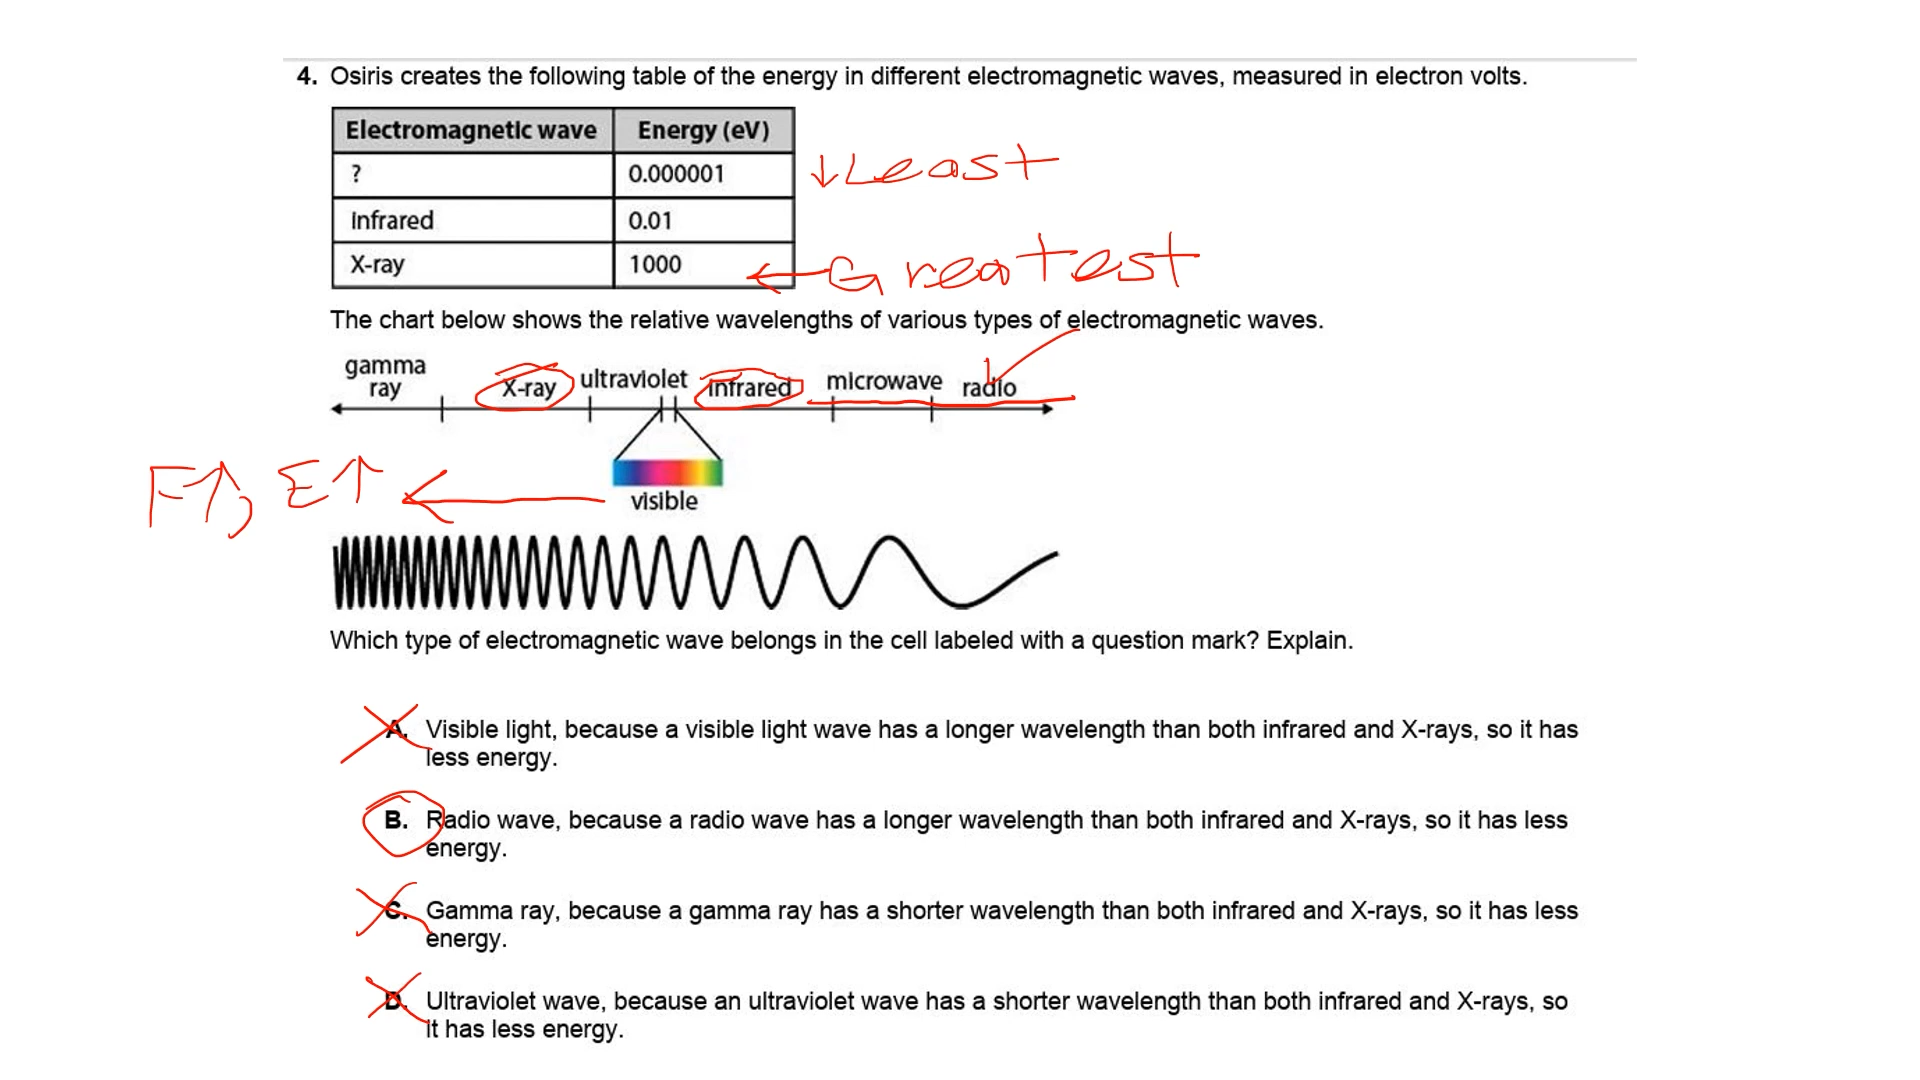 4. Osiris creates the following table of the energy in different electromagnetic waves, measured in electron volts.
Electromagnetic wave Energy (eV)
? 0.000001
↓Least
Infrared 0.01
X-ray 1000
←Greatest
The chart below shows the relative wavelengths of various types of electromagnetic waves.
gamma ray X-ray ultraviolet infrared microwave radio
F↑, E↑ ←
visible
Which type of electromagnetic wave belongs in the cell labeled with a question mark? Explain.
A. Visible light, because a visible light wave has a longer wavelength than both infrared and X-rays, so it has
less energy.
B. Radio wave, because a radio wave has a longer wavelength than both infrared and X-rays, so it has less
energy.
C. Gamma ray, because a gamma ray has a shorter wavelength than both infrared and X-rays, so it has less
energy.
D. Ultraviolet wave, because an ultraviolet wave has a shorter wavelength than both infrared and X-rays, so
it has less energy.